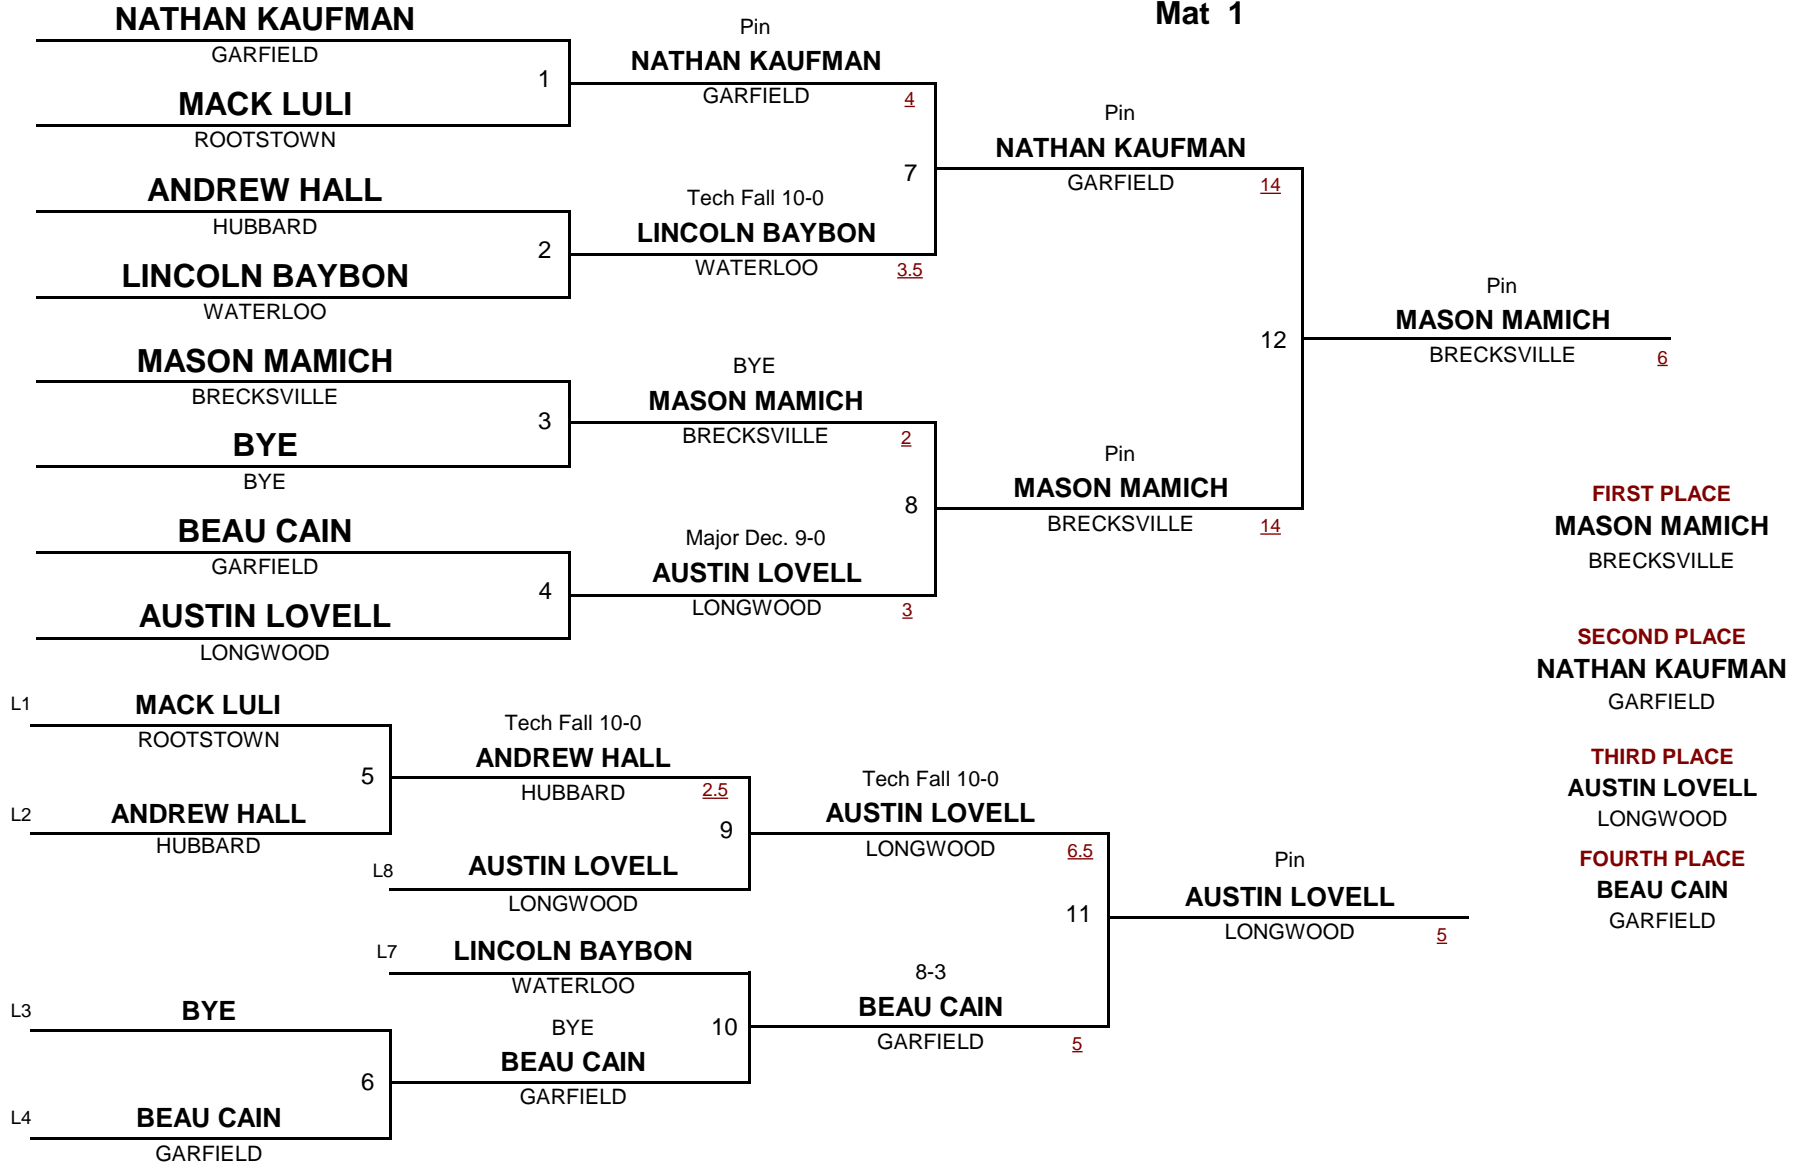 Mat 1
NATHAN KAUFMAN
GARFIELD
1
MACK LULI
ROOTSTOWN
ANDREW HALL
HUBBARD
2
LINCOLN BAYBON
WATERLOO
MASON MAMICH
BRECKSVILLE
3
BYE
BYE
BEAU CAIN
GARFIELD
4
AUSTIN LOVELL
LONGWOOD
Pin
NATHAN KAUFMAN
GARFIELD 4
7
Tech Fall 10-0
LINCOLN BAYBON
WATERLOO 3.5
BYE
MASON MAMICH
BRECKSVILLE 2
8
Major Dec. 9-0
AUSTIN LOVELL
LONGWOOD 3
Pin
NATHAN KAUFMAN
GARFIELD 14
12
Pin
MASON MAMICH
BRECKSVILLE 14
Pin
MASON MAMICH
BRECKSVILLE 6
FIRST PLACE
MASON MAMICH
BRECKSVILLE
SECOND PLACE
NATHAN KAUFMAN
GARFIELD
THIRD PLACE
AUSTIN LOVELL
LONGWOOD
FOURTH PLACE
BEAU CAIN
GARFIELD
L1 MACK LULI
ROOTSTOWN
5
L2 ANDREW HALL
HUBBARD
L3 BYE
6
L4 BEAU CAIN
GARFIELD
Tech Fall 10-0
ANDREW HALL
HUBBARD 2.5
9
L8 AUSTIN LOVELL
LONGWOOD
L7 LINCOLN BAYBON
WATERLOO
BYE 10
BEAU CAIN
GARFIELD
Tech Fall 10-0
AUSTIN LOVELL
LONGWOOD 6.5
11
8-3
BEAU CAIN
GARFIELD 5
Pin
AUSTIN LOVELL
LONGWOOD 5